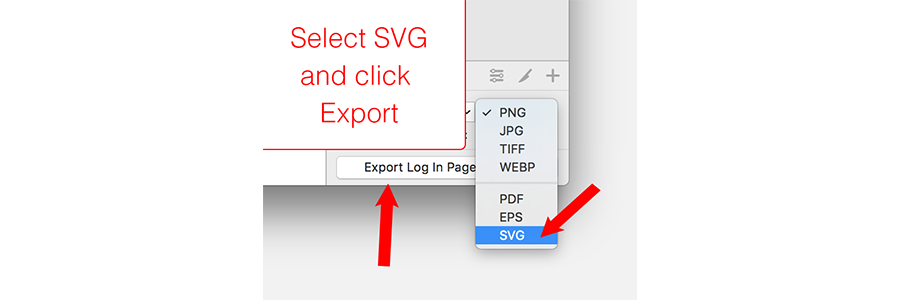 Select SVG
and click
Export
PNG
JPG
TIFF
WEBP
Export Log In Page
PDF
EPS
SVG